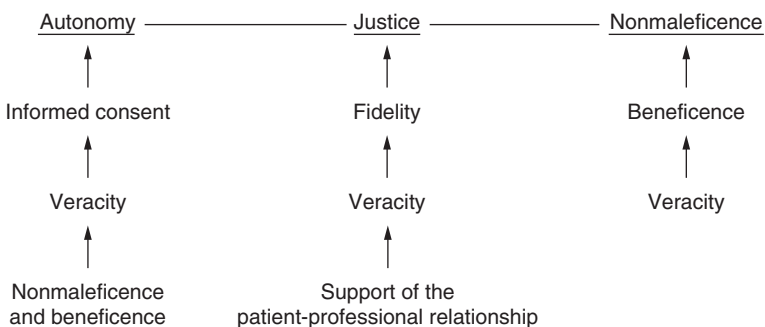 Autonomy Justice Nonmaleficence
Informed consent Fidelity Beneficence
Veracity Veracity Veracity
Nonmaleficence Support of the
and beneficence patient-professional relationship